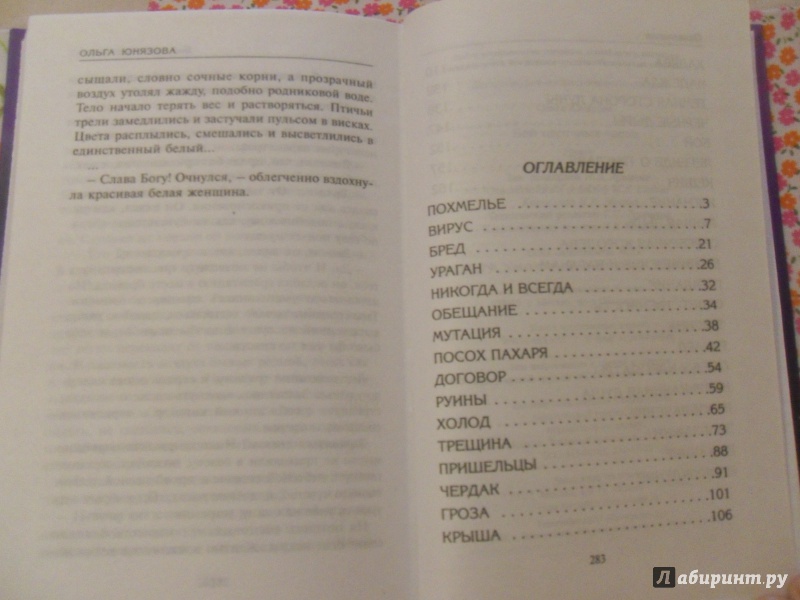 ОЛЬГА ЮНЯЗОВА
сыщали, словно сочные корни, а прозрачный
воздух утолял жажду, подобно родниковой воде.
Тело начало терять вес и растворяться. Птичьи
трели замедлились и застучали пульсом в висках.
Цвета расплылись, смешались и высветлились в
единственный белый...
....
— Слава Богу! Очнулся, — облегченно вздохну-
ла красивая белая женщина.
ОГЛАВЛЕНИЕ
ПОХМЕЛЬЕ 3
ВИРУС 7
БРЕД 21
УРАГАН 26
НИКОГДА И ВСЕГДА 32
ОБЕЩАНИЕ 34
МУТАЦИЯ 38
ПОСОХ ПАХАРЯ 42
ДОГОВОР 54
РУИНЫ 59
ХОЛОД 65
ТРЕЩИНА 73
ПРИШЕЛЬЦЫ 88
ЧЕРДАК 91
ГРОЗА 101
КРЫША 106
283
Лабиринт.ру